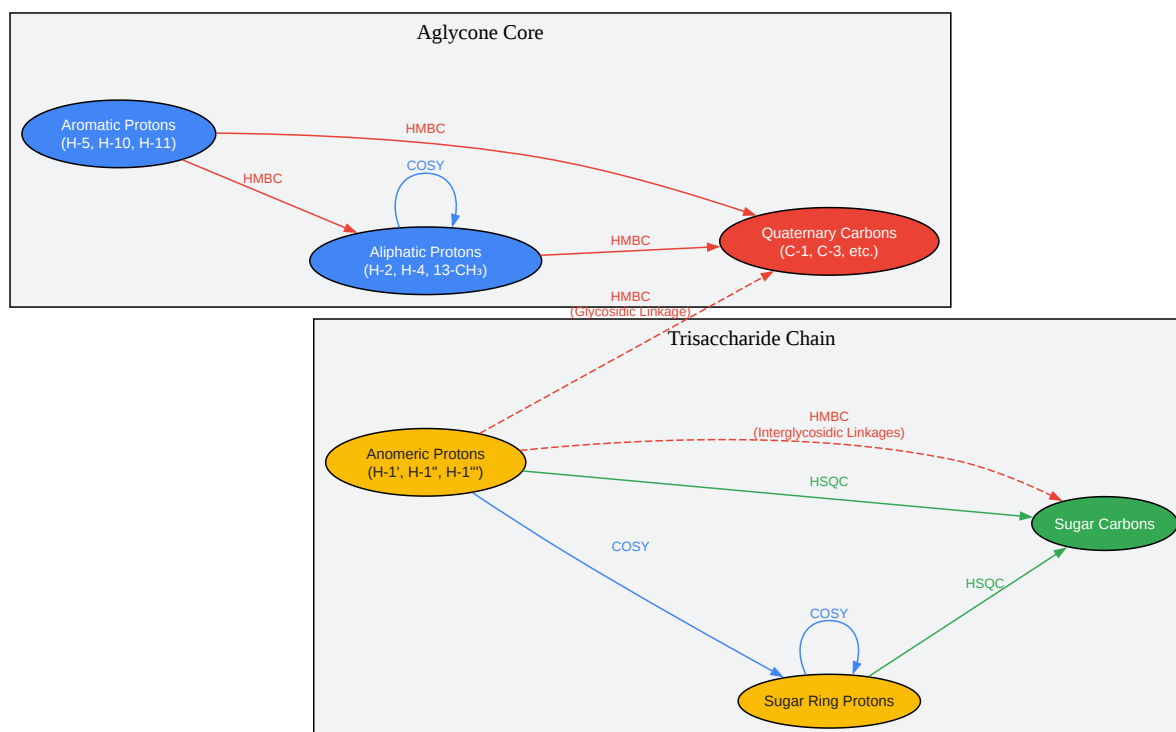 Aglycone Core
Aromatic Protons
(H-5, H-10, H-11)
HMBC
HMBC
COSY
Aliphatic Protons
(H-2, H-4, 13-CH₃)
HMBC
Quaternary Carbons
(C-1, C-3, etc.)
HMBC
(Glycosidic Linkage)
Trisaccharide Chain
HMBC
(Interglycosidic Linkages)
Anomeric Protons
(H-1', H-1'', H-1''')
HSQC
Sugar Carbons
COSY
HSQC
COSY
Sugar Ring Protons